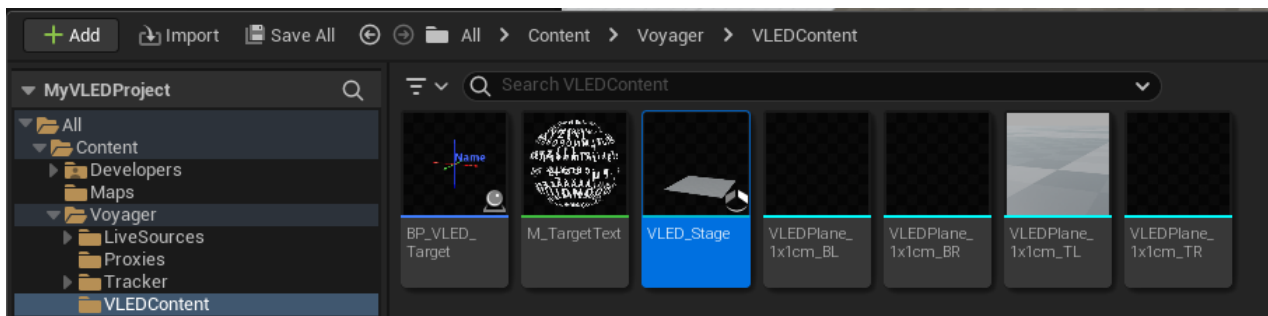 Add Import Save All All > Content > Voyager > VLEDContent
MyVLEDProject
Search VLEDContent
All
Content
Developers
Maps
Voyager
LiveSources
Proxies
Tracker
VLEDContent
Name
BP_VLED_
Target
M_TargetText
VLED_Stage
VLEDPlane_
1x1cm_BL
VLEDPlane_
1x1cm_BR
VLEDPlane_
1x1cm_TL
VLEDPlane_
1x1cm_TR